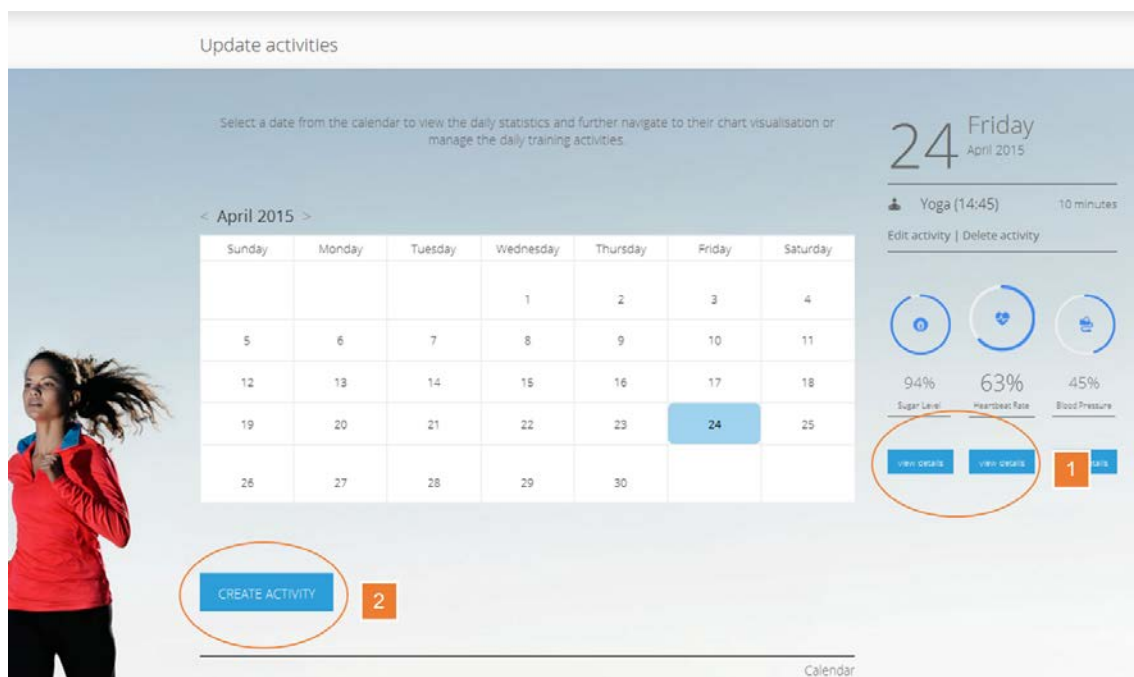 Update activities
Select a date from the calendar to view the daily statistics and further navigate to their chart visualisation or
manage the daily training activities.
< April 2015 >
Sunday Monday Tuesday Wednesday Thursday Friday Saturday
1 2 3 4
5 6 7 8 9 10 11
12 13 14 15 16 17 18
19 20 21 22 23 24 25
26 27 28 29 30
CREATE ACTIVITY
2
Calendar
24 Friday
April 2015
Yoga (14:45) 10 minutes
Edit activity | Delete activity
94% 63% 45%
Sugar Level Heartbeat Rate Blood Pressure
view details view details
1